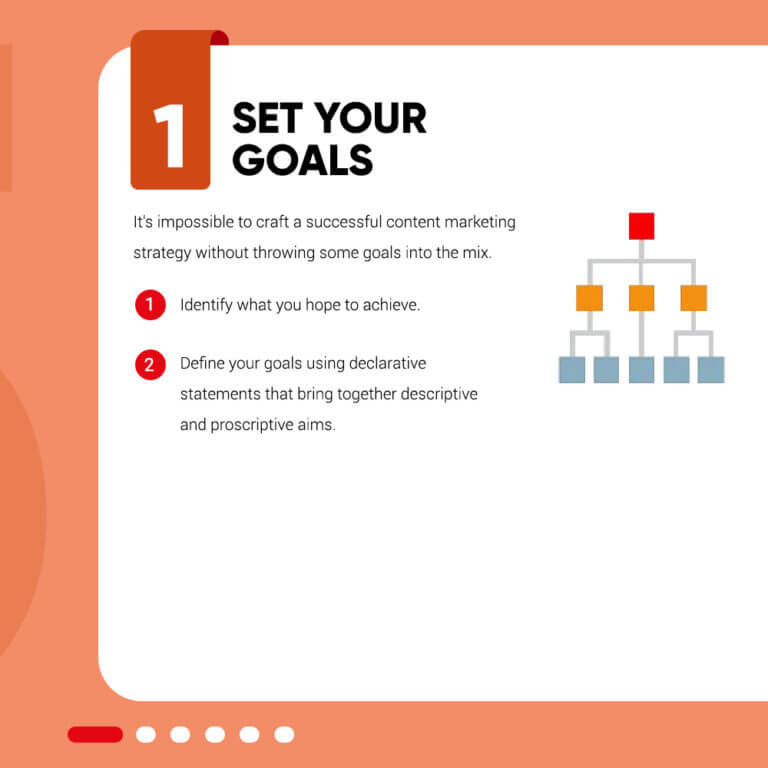 1
SET YOUR
GOALS
It's impossible to craft a successful content marketing
strategy without throwing some goals into the mix.
1 Identify what you hope to achieve.
2 Define your goals using declarative
statements that bring together descriptive
and proscriptive aims.